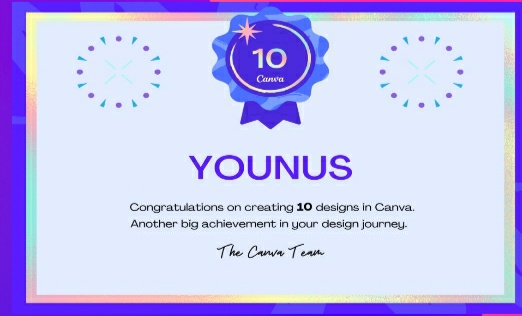 10
Canva
YOUNUS
Congratulations on creating 10 designs in Canva.
Another big achievement in your design journey.
The Canva Team